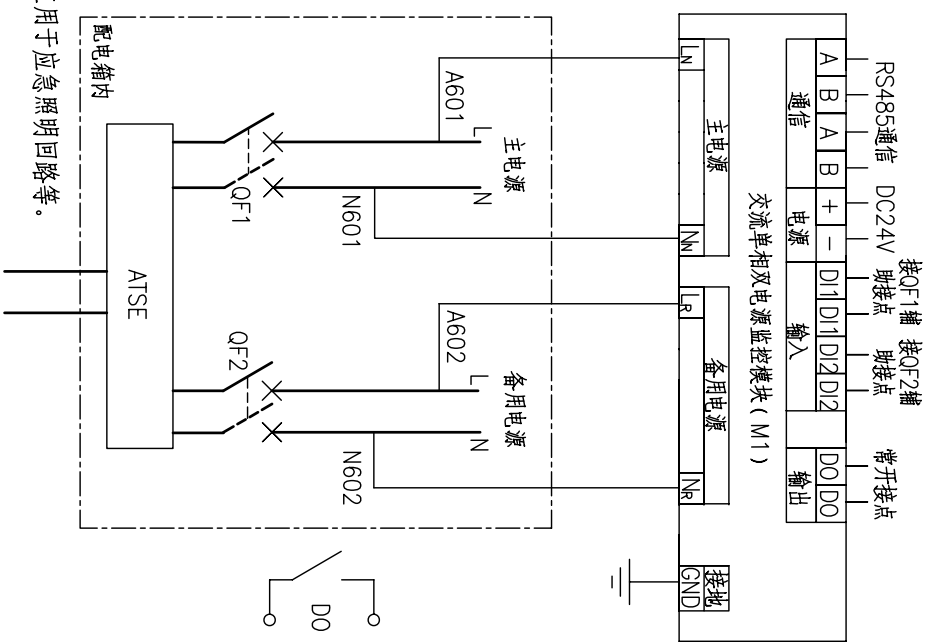 RS485通信
DC24V
接QF1辅
助接点
接QF2辅
助接点
常开接点
A
B
A
B
+
-
DI1
DI1
DI2
DI2
DO
DO
通信
电源
输入
输出
交流单相双电源监控模块(M1)
主电源
LN
NN
备用电源
LR
NR
接地
GND
主电源
L
N
A601
N601
QF1
备用电源
L
N
A602
N602
QF2
ATSE
配电箱内
DO
用于应急照明回路等。